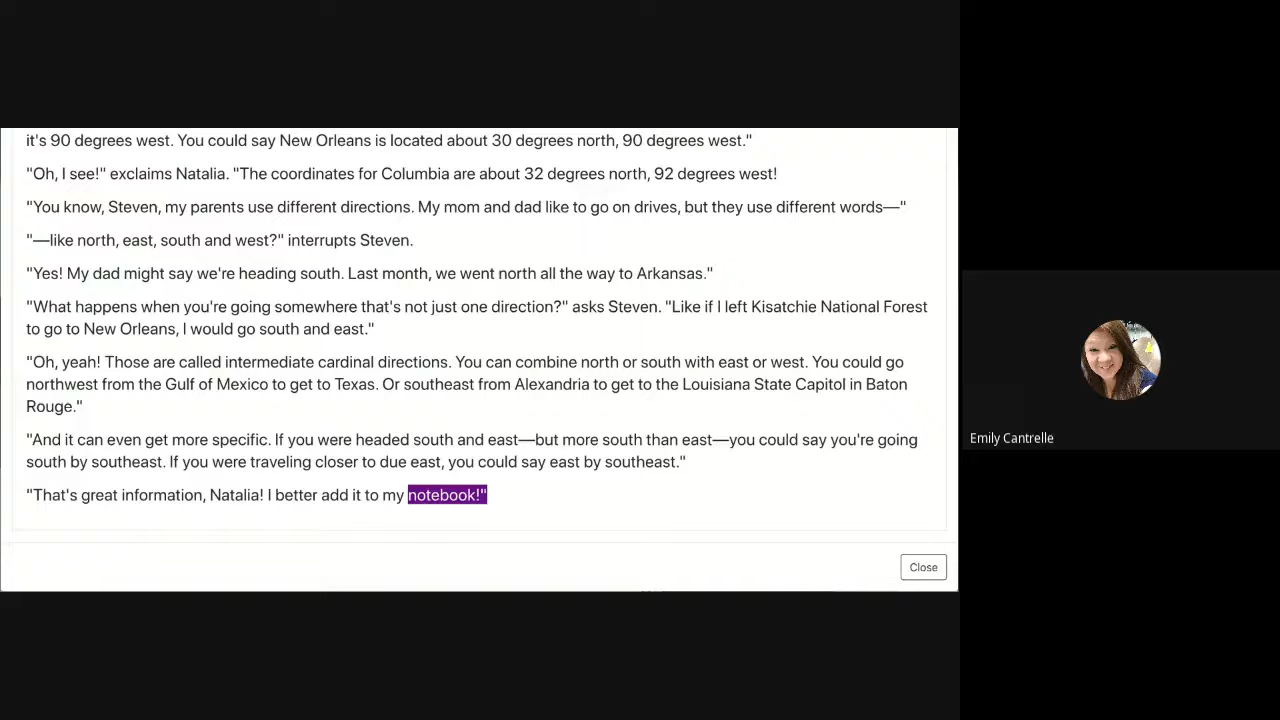 it's 90 degrees west. You could say New Orleans is located about 30 degrees north, 90 degrees west."
"Oh, I see!" exclaims Natalia. "The coordinates for Columbia are about 32 degrees north, 92 degrees west!
"You know, Steven, my parents use different directions. My mom and dad like to go on drives, but they use different words—"
"—like north, east, south and west?" interrupts Steven.
"Yes! My dad might say we're heading south. Last month, we went north all the way to Arkansas."
"What happens when you're going somewhere that's not just one direction?" asks Steven. "Like if I left Kisatchie National Forest
to go to New Orleans, I would go south and east."
"Oh, yeah! Those are called intermediate cardinal directions. You can combine north or south with east or west. You could go
northwest from the Gulf of Mexico to get to Texas. Or southeast from Alexandria to get to the Louisiana State Capitol in Baton
Rouge."
"And it can even get more specific. If you were headed south and east—but more south than east—you could say you're going
south by southeast. If you were traveling closer to due east, you could say east by southeast."
"That's great information, Natalia! I better add it to my notebook!"
Close
Emily Cantrelle